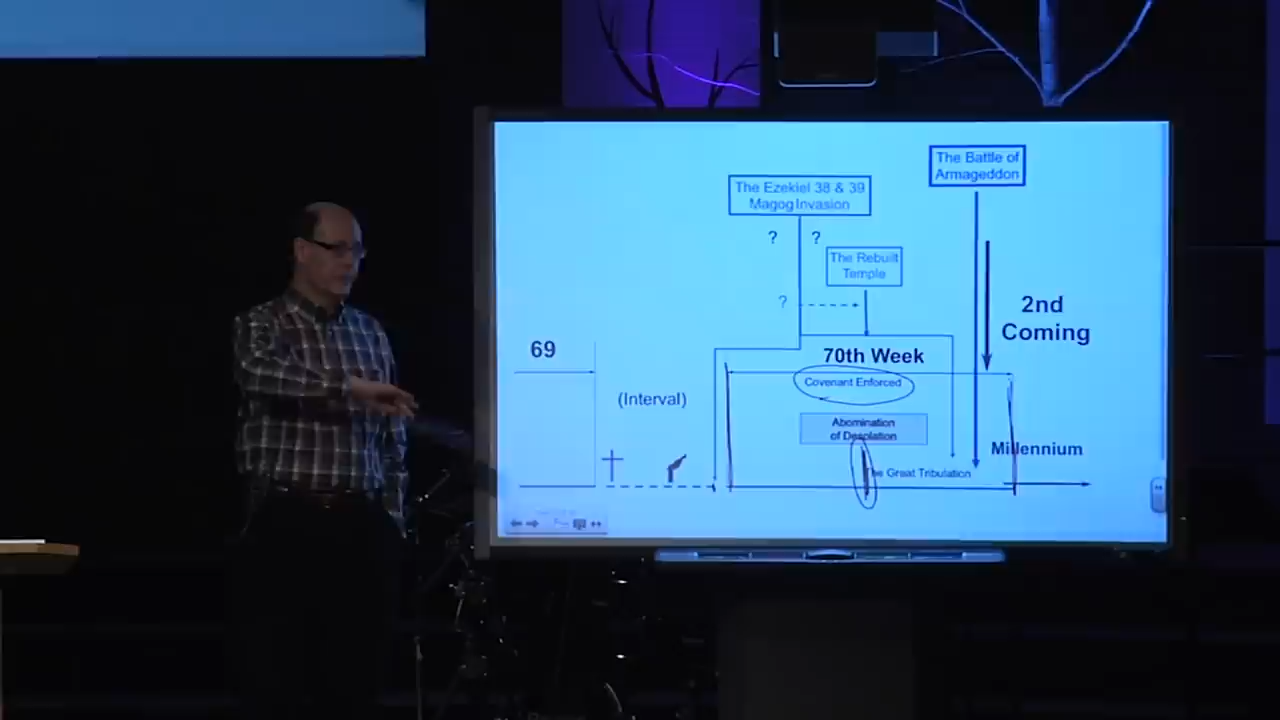 The Battle of
Armageddon
The Ezekiel 38 & 39
Magog Invasion
? ?
The Rebuilt
Temple
?
2nd
Coming
69
70th Week
Covenant Enforced
(Interval)
Abomination
of Desolation
Millennium
The Great Tribulation